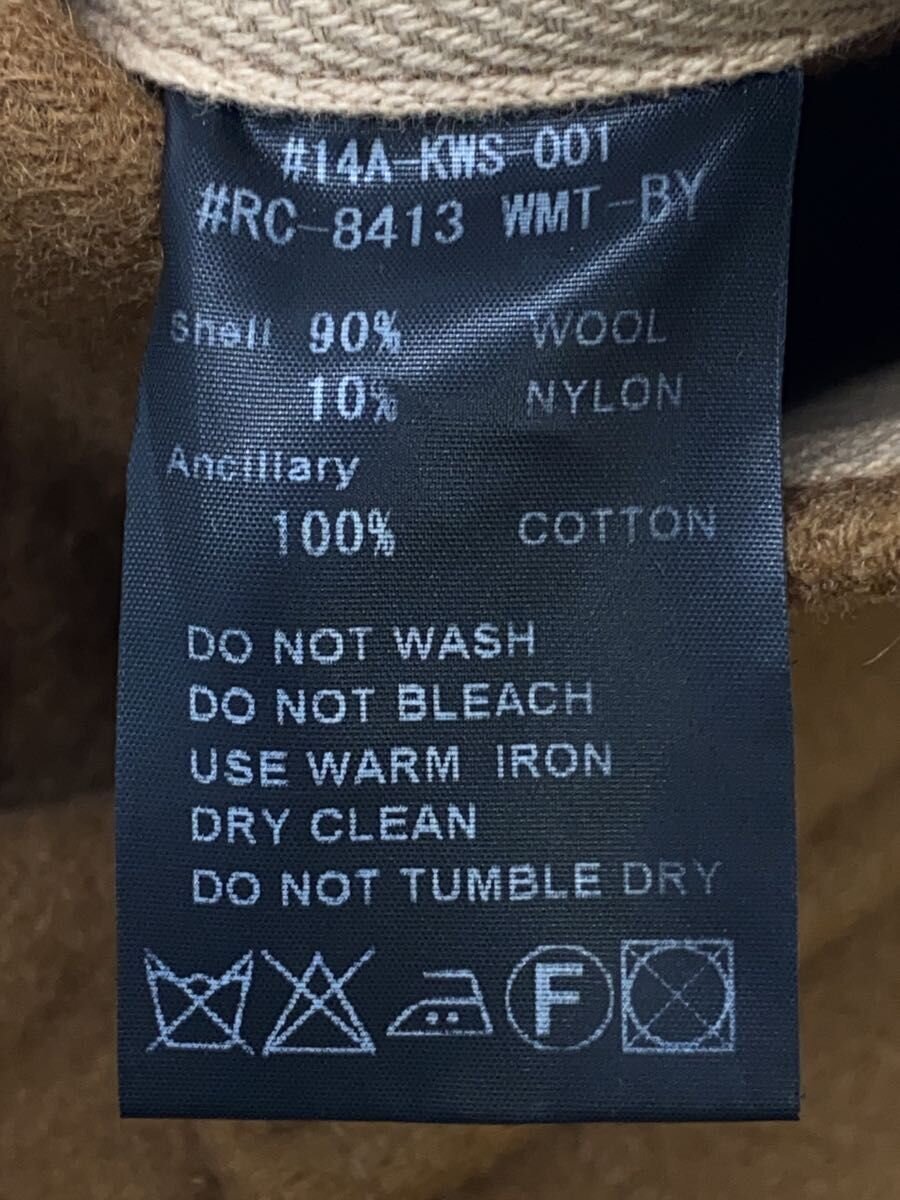 #14A-KWS-001
#RC-8413 WMT-BY
Shell 90% WOOL
10% NYLON
Ancillary
100% COTTON
DO NOT WASH
DO NOT BLEACH
USE WARM IRON
DRY CLEAN
DO NOT TUMBLE DRY
F